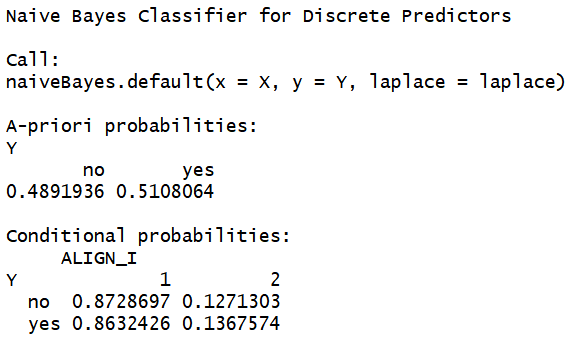 Naive Bayes Classifier for Discrete Predictors
Call:
naiveBayes.default(x = X, y = Y, laplace = laplace)
A-priori probabilities:
Y
no yes
0.4891936 0.5108064
Conditional probabilities:
ALIGN_I
Y 1 2
no 0.8728697 0.1271303
yes 0.8632426 0.1367574